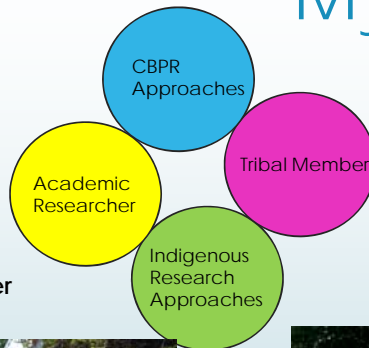 CBPR
Approaches
Tribal Member
Academic
Researcher
Indigenous
Research
Approaches